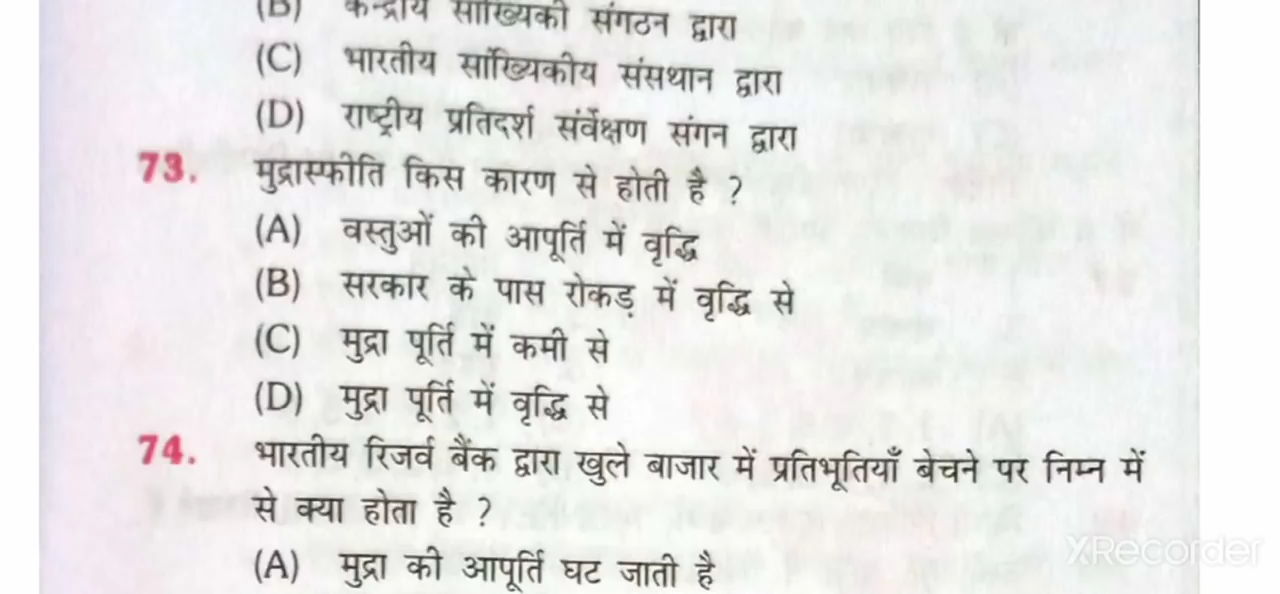 (B) केन्द्रीय सांख्यिकी संगठन द्वारा
(C) भारतीय सांख्यिकीय संसथान द्वारा
(D) राष्ट्रीय प्रतिदर्श संर्वेक्षण संगन द्वारा
73. मुद्रास्फीति किस कारण से होती है ?
(A) वस्तुओं की आपूर्ति में वृद्धि
(B) सरकार के पास रोकड़ में वृद्धि से
(C) मुद्रा पूर्ति में कमी से
(D) मुद्रा पूर्ति में वृद्धि से
74. भारतीय रिजर्व बैंक द्वारा खुले बाजार में प्रतिभूतियाँ बेचने पर निम्न में
से क्या होता है ?
(A) मुद्रा की आपूर्ति घट जाती है
XRecorder